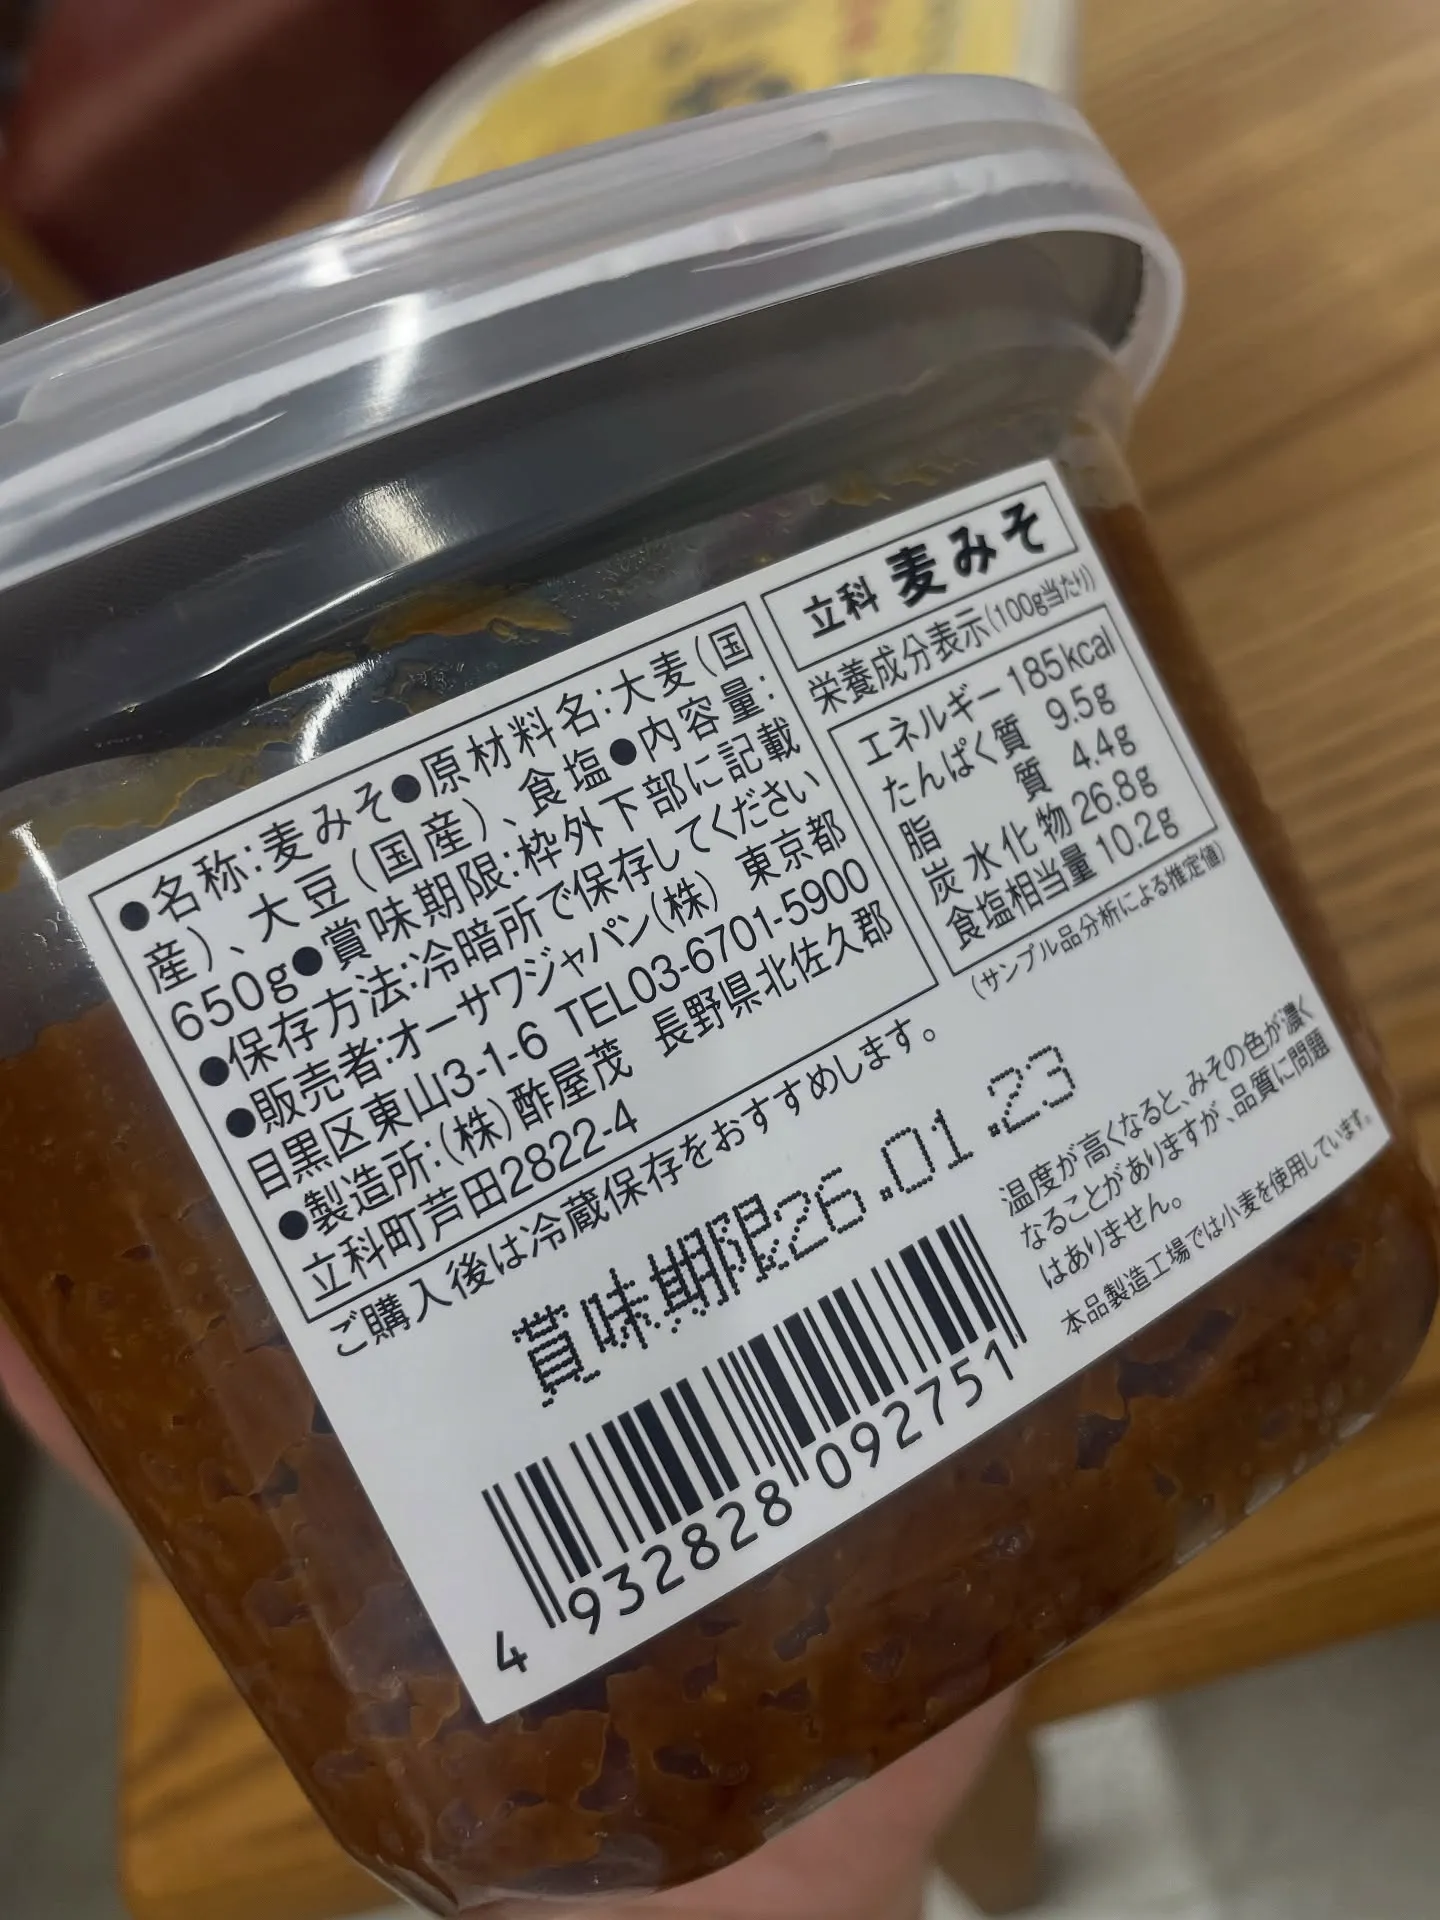 ●名称:麦みそ●原材料名:大麦(国
産)、大豆(国産)、食塩●内容量:
650g●賞味期限:枠外下部に記載
●保存方法:冷暗所で保存してください
●販売者:オーサワジャパン(株) 東京都
目黒区東山3-1-6 TEL03-6701-5900
●製造所:(株)酢屋茂 長野県北佐久郡
立科町芦田2822-4
ご購入後は冷蔵保存をおすすめします。
立科 麦みそ
栄養成分表示(100g当たり)
エネルギー 185kcal
たんぱく質 9.5g
脂質 4.4g
炭水化物 26.8g
食塩相当量 10.2g
(サンプル品分析による推定値)
賞味期限26.01.23
温度が高くなると、みその色が濃く
なることがありますが、品質に問題
はありません。
本品製造工場では小麦を使用しています。
4 932828 092751